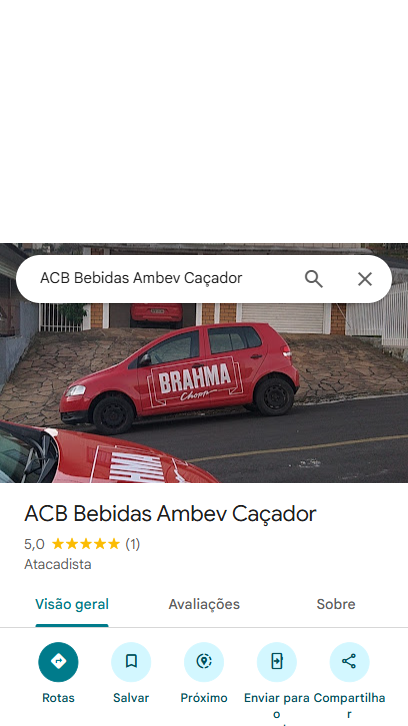 ACB Bebidas Ambev Caçador
BRAHMA
Chopp
BRAHMA
ACB Bebidas Ambev Caçador
5,0 (1)
Atacadista
Visão geral Avaliações Sobre
Rotas Salvar Próximo Enviar para o Compartilhar